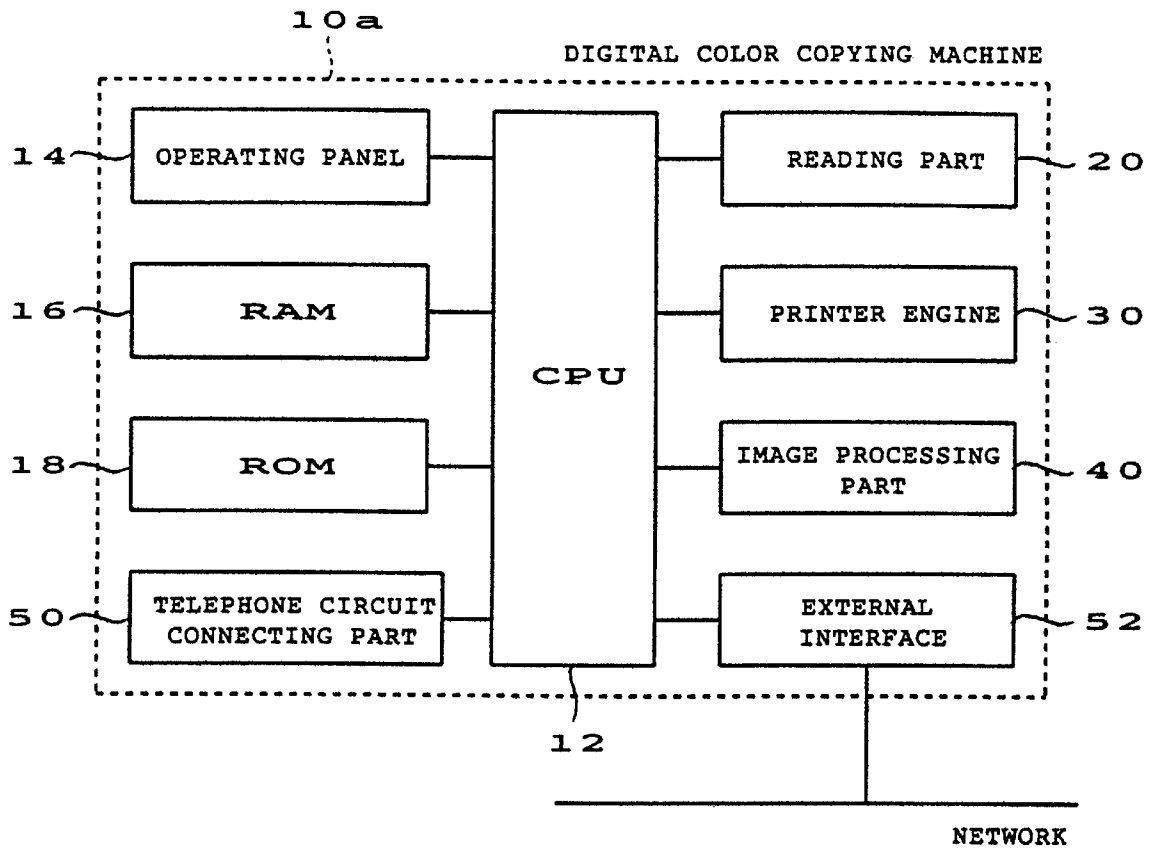 10a
DIGITAL COLOR COPYING MACHINE
14
OPERATING PANEL
READING PART
20
16
RAM
PRINTER ENGINE
30
CPU
18
ROM
IMAGE PROCESSING
PART
40
50
TELEPHONE CIRCUIT
CONNECTING PART
EXTERNAL
INTERFACE
52
12
NETWORK